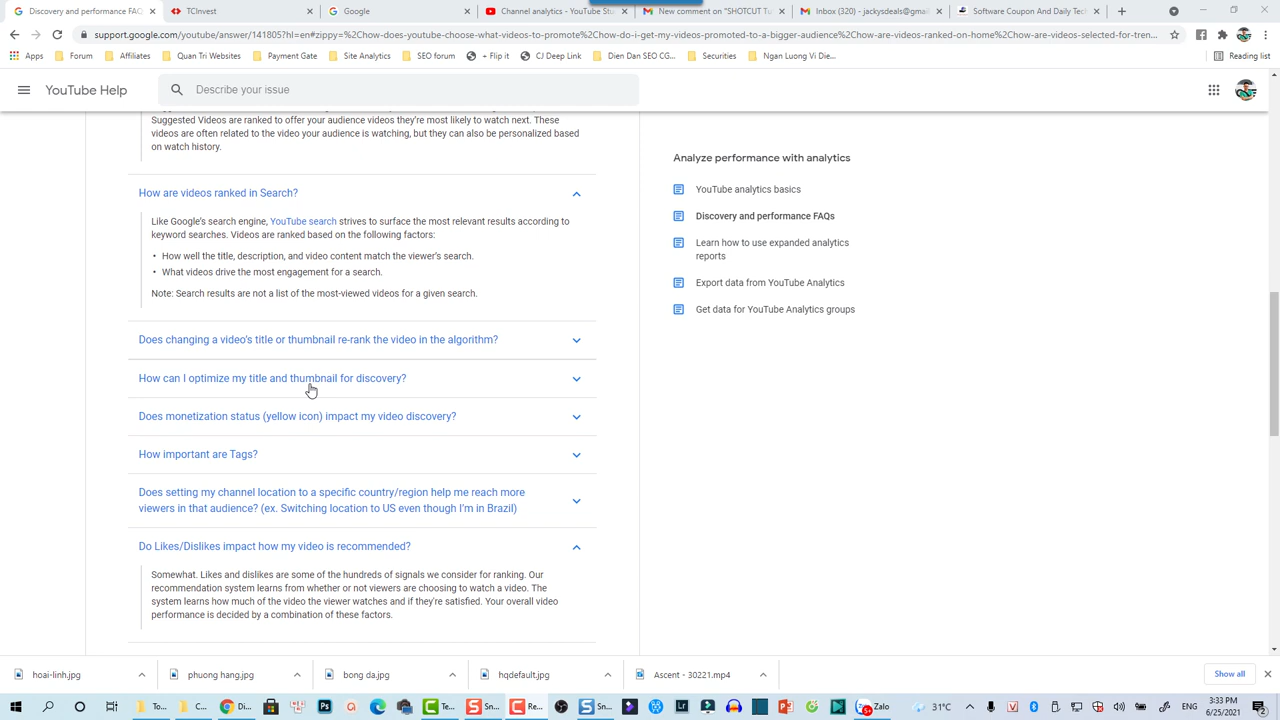 Discovery and performance FAQ
TCInvest
Google
Channel analytics - YouTube Stu
New comment on "SHOTCUT Tu
Inbox (320) - jackysdeals@gmail
Software Coupon And Daily Tech
support.google.com/youtube/answer/141805?hl=en#zippy=%2Chow-does-youtube-choose-what-videos-to-promote%2Chow-do-i-get-my-videos-promoted-to-a-bigger-audience%2Chow-are-videos-ranked-on-home%2Chow-are-videos-selected-for-tren...
Apps
Forum
Affiliates
Quan Tri Websites
Payment Gate
Site Analytics
SEO forum
+ Flip it
CJ Deep Link
Dien Dan SEO CG...
Securities
Ngan Luong Vi Die...
Reading list
YouTube Help
Describe your issue
Suggested Videos are ranked to offer your audience videos they're most likely to watch next. These
videos are often related to the video your audience is watching, but they can also be personalized based
on watch history.
How are videos ranked in Search?
Like Google's search engine, YouTube search strives to surface the most relevant results according to
keyword searches. Videos are ranked based on the following factors:
• How well the title, description, and video content match the viewer's search.
• What videos drive the most engagement for a search.
Note: Search results are not a list of the most-viewed videos for a given search.
Does changing a video's title or thumbnail re-rank the video in the algorithm?
How can I optimize my title and thumbnail for discovery?
Does monetization status (yellow icon) impact my video discovery?
How important are Tags?
Does setting my channel location to a specific country/region help me reach more
viewers in that audience? (ex. Switching location to US even though I'm in Brazil)
Do Likes/Dislikes impact how my video is recommended?
Somewhat. Likes and dislikes are some of the hundreds of signals we consider for ranking. Our
recommendation system learns from whether or not viewers are choosing to watch a video. The
system learns how much of the video the viewer watches and if they're satisfied. Your overall video
performance is decided by a combination of these factors.
Analyze performance with analytics
YouTube analytics basics
Discovery and performance FAQs
Learn how to use expanded analytics
reports
Export data from YouTube Analytics
Get data for YouTube Analytics groups
hoai-linh.jpg
phuong hang.jpg
bong da.jpg
hqdefault.jpg
Ascent - 30221.mp4
Show all
To...
C...
Di...
Te...
Sn...
Re...
Sn...
Zalo
31°C
ENG
3:33 PM
6/25/2021